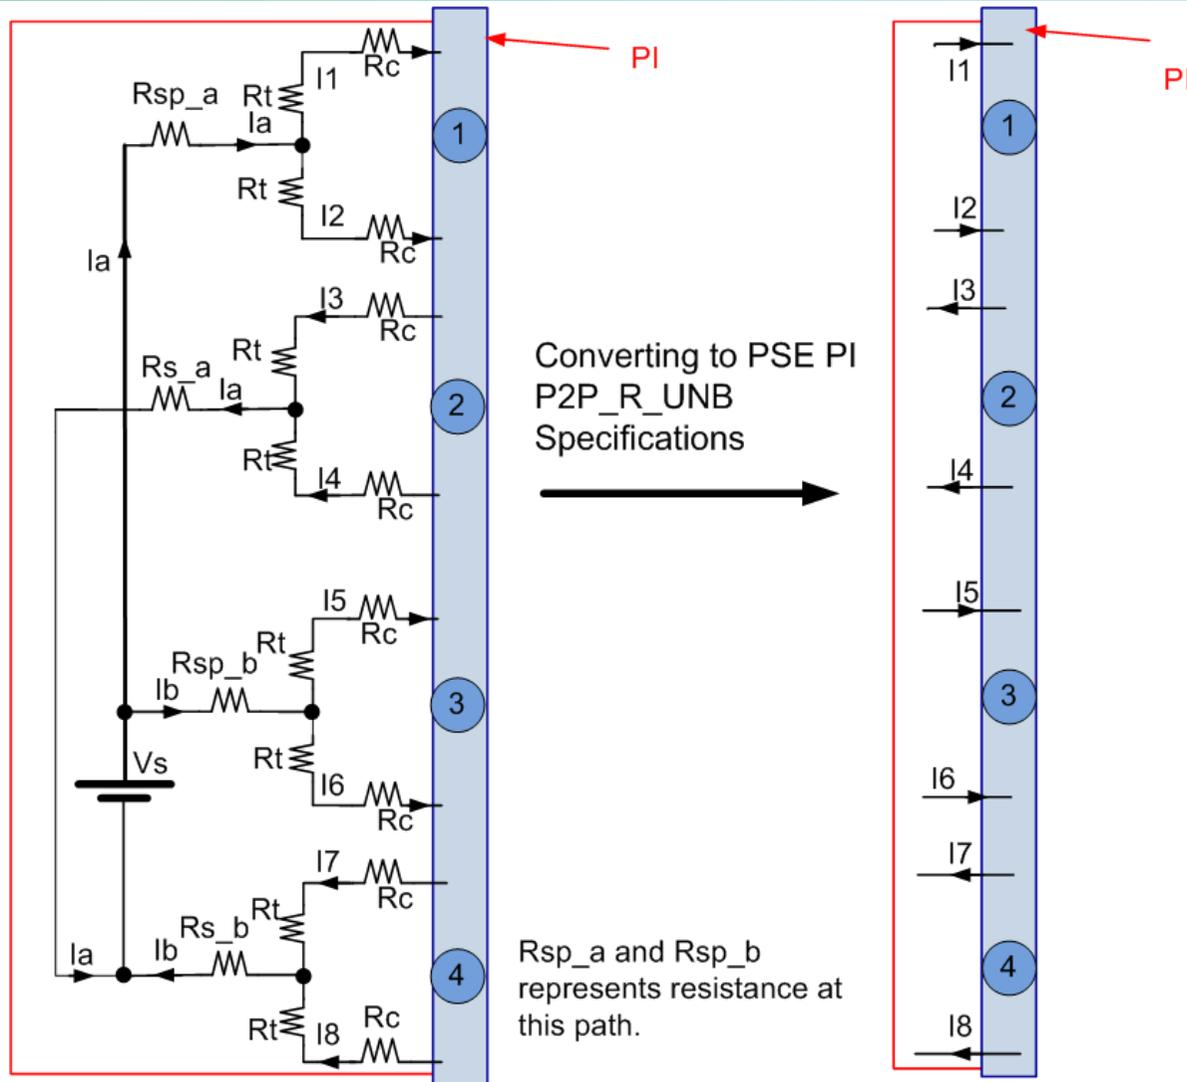 PI
Rc
I1
Rsp_a
Rt
Ia
1
Rt
I2
Rc
Ia
I3
Rc
Rt
Rs_a
Ia
2
Rt
I4
Rc
Converting to PSE PI
P2P_R_UNB
Specifications
I5
Rc
Rt
Rsp_b
Ib
3
Rt
Vs
I6
Rc
I7
Rc
Rt
Rs_b
Ia
Ib
4
Rt
I8
Rc
Rsp_a and Rsp_b
represents resistance at
this path.
I1
1
I2
I3
2
I4
I5
3
I6
I7
4
I8